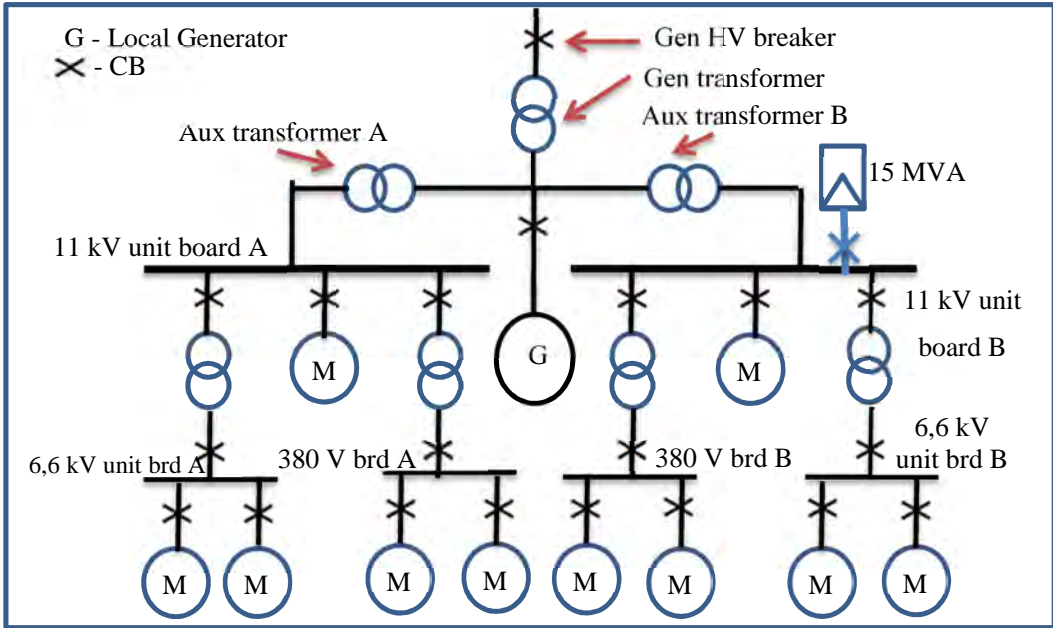 G - Local Generator
- CB
Gen HV breaker
Gen transformer
Aux transformer B
Aux transformer A
15 MVA
11 kV unit board A
11 kV unit
board B
M
G
M
6,6 kV unit brd A
380 V brd A
380 V brd B
6,6 kV
unit brd B
M
M
M
M
M
M
M
M